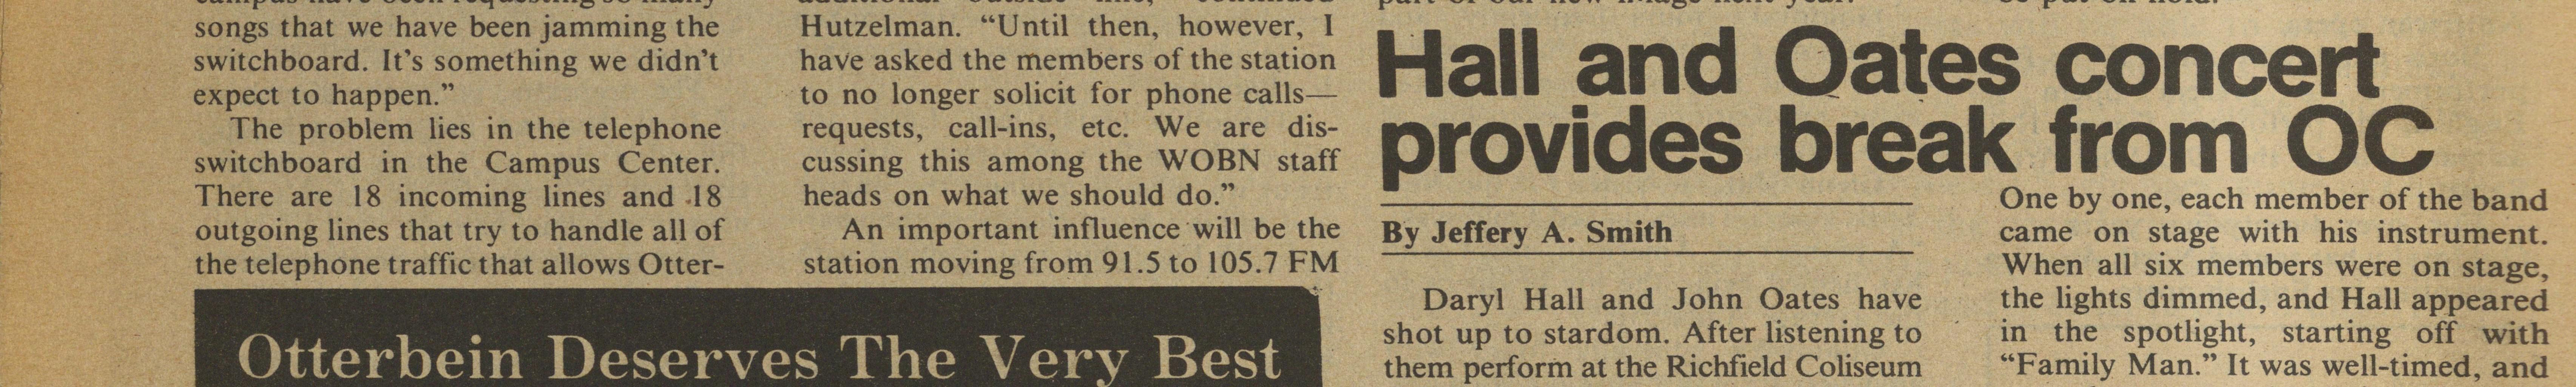 songs that we have been jamming the
switchboard. It's something we didn't
expect to happen."
The problem lies in the telephone
switchboard in the Campus Center.
There are 18 incoming lines and 18
outgoing lines that try to handle all of
the telephone traffic that allows Otter-
Hutzelman. "Until then, however, I
have asked the members of the station
to no longer solicit for phone calls—
requests, call-ins, etc. We are dis-
cussing this among the WOBN staff
heads on what we should do."
An important influence will be the
station moving from 91.5 to 105.7 FM
Otterbein Deserves The Very Best
Hall and Oates concert
provides break from OC
By Jeffery A. Smith
Daryl Hall and John Oates have
shot up to stardom. After listening to
them perform at the Richfield Coliseum
One by one, each member of the band
came on stage with his instrument.
When all six members were on stage,
the lights dimmed, and Hall appeared
in the spotlight, starting off with
"Family Man." It was well-timed, and